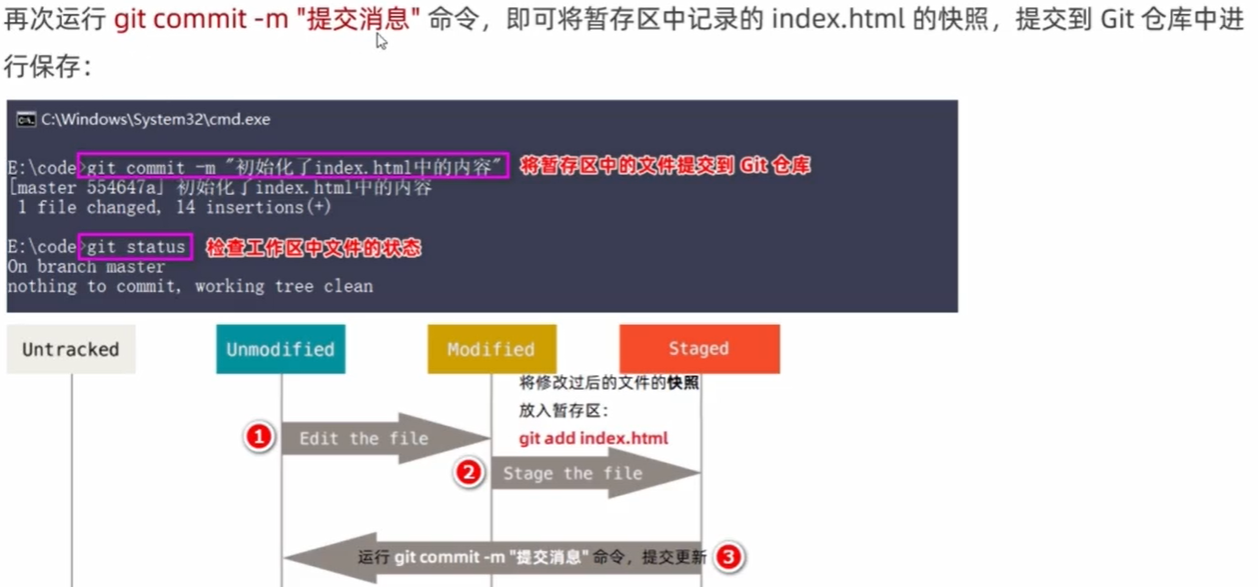 再次运行 git commit -m "提交消息" 命令，即可将暂存区中记录的 index.html 的快照，提交到 Git 仓库中进
行保存：
C:\Windows\System32\cmd.exe
E:\code>git commit -m "初始化了index.html中的内容" 将暂存区中的文件提交到 Git 仓库
[master 554647a] 初始化了index.html中的内容
1 file changed, 14 insertions(+)
E:\code>git status 检查工作区中文件的状态
On branch master
nothing to commit, working tree clean
Untracked Unmodified Modified Staged
将修改过后的文件的快照
放入暂存区：
git add index.html
1 Edit the file
2 Stage the file
运行 git commit -m "提交消息" 命令，提交更新 3